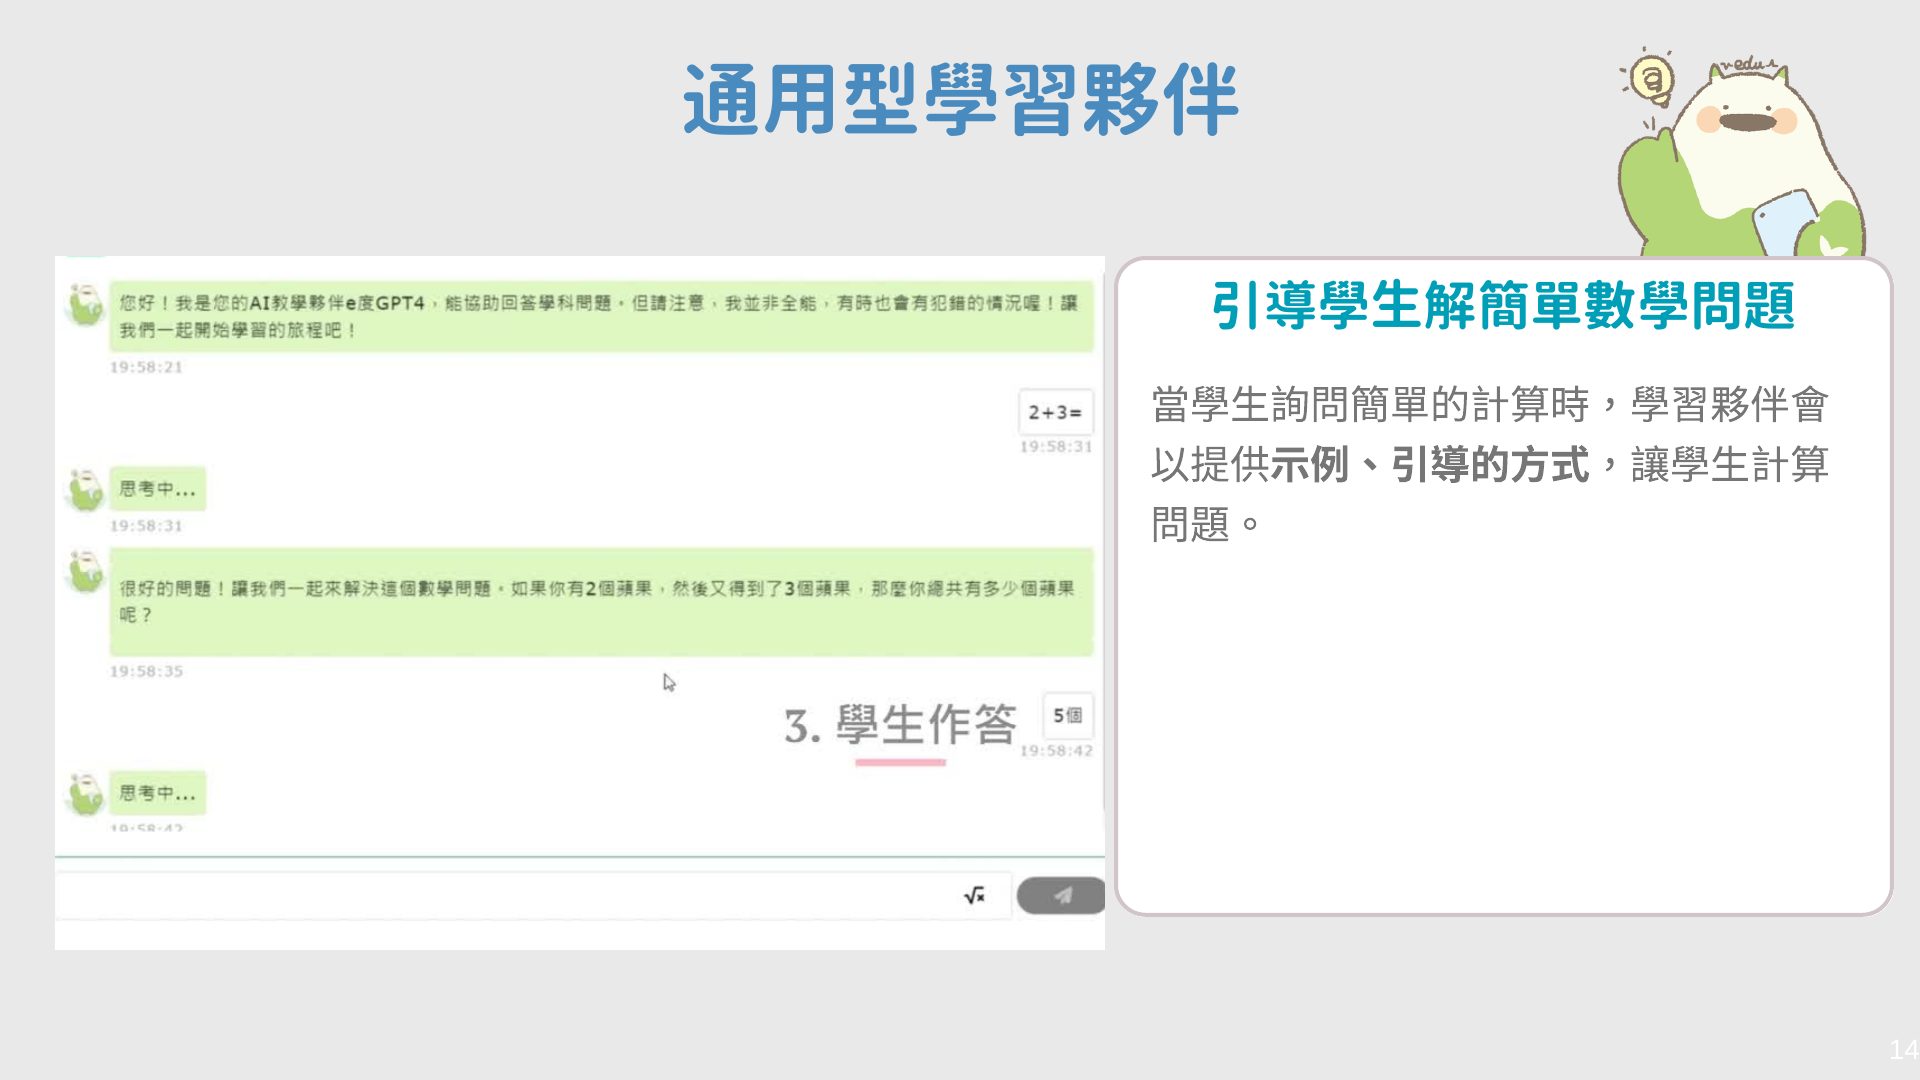 通用型學習夥伴
edu
您好！我是您的AI教學夥伴e度GPT4，能協助回答學科問題。但請注意，我並非全能，有時也會有犯錯的情況喔！讓
我們一起開始學習的旅程吧！
19:58:21
2+3=
19:58:31
思考中...
19:58:31
很好的問題！讓我們一起來解決這個數學問題。如果你有2個蘋果，然後又得到了3個蘋果，那麼你總共有多少個蘋果
呢？
19:58:35
3. 學生作答
5個
19:58:42
思考中...
19:58:42
√x
引導學生解簡單數學問題
當學生詢問簡單的計算時，學習夥伴會
以提供示例、引導的方式，讓學生計算
問題。
14